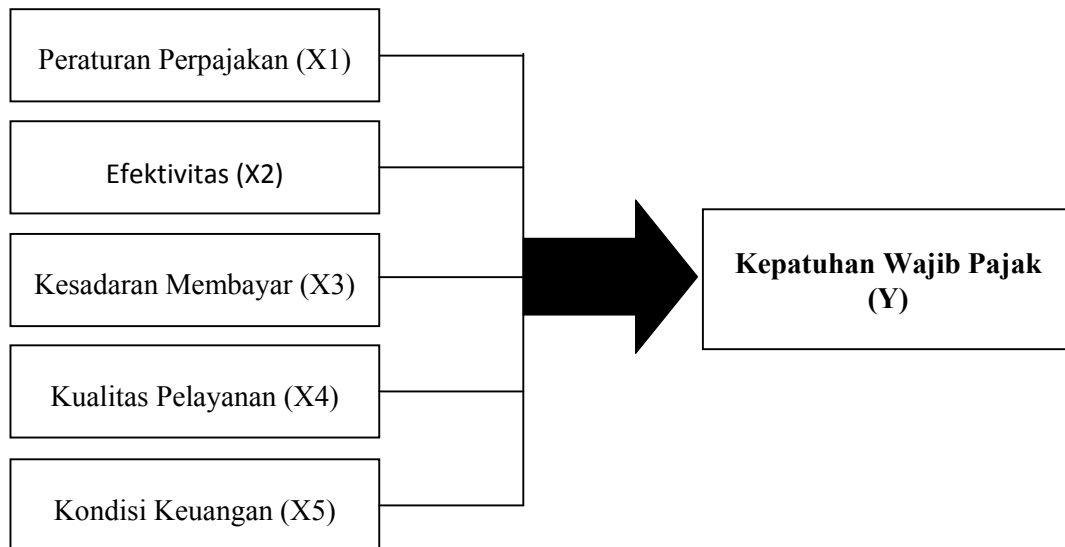 Peraturan Perpajakan (X1)
Efektivitas (X2)
Kesadaran Membayar (X3)
Kualitas Pelayanan (X4)
Kondisi Keuangan (X5)
Kepatuhan Wajib Pajak
(Y)